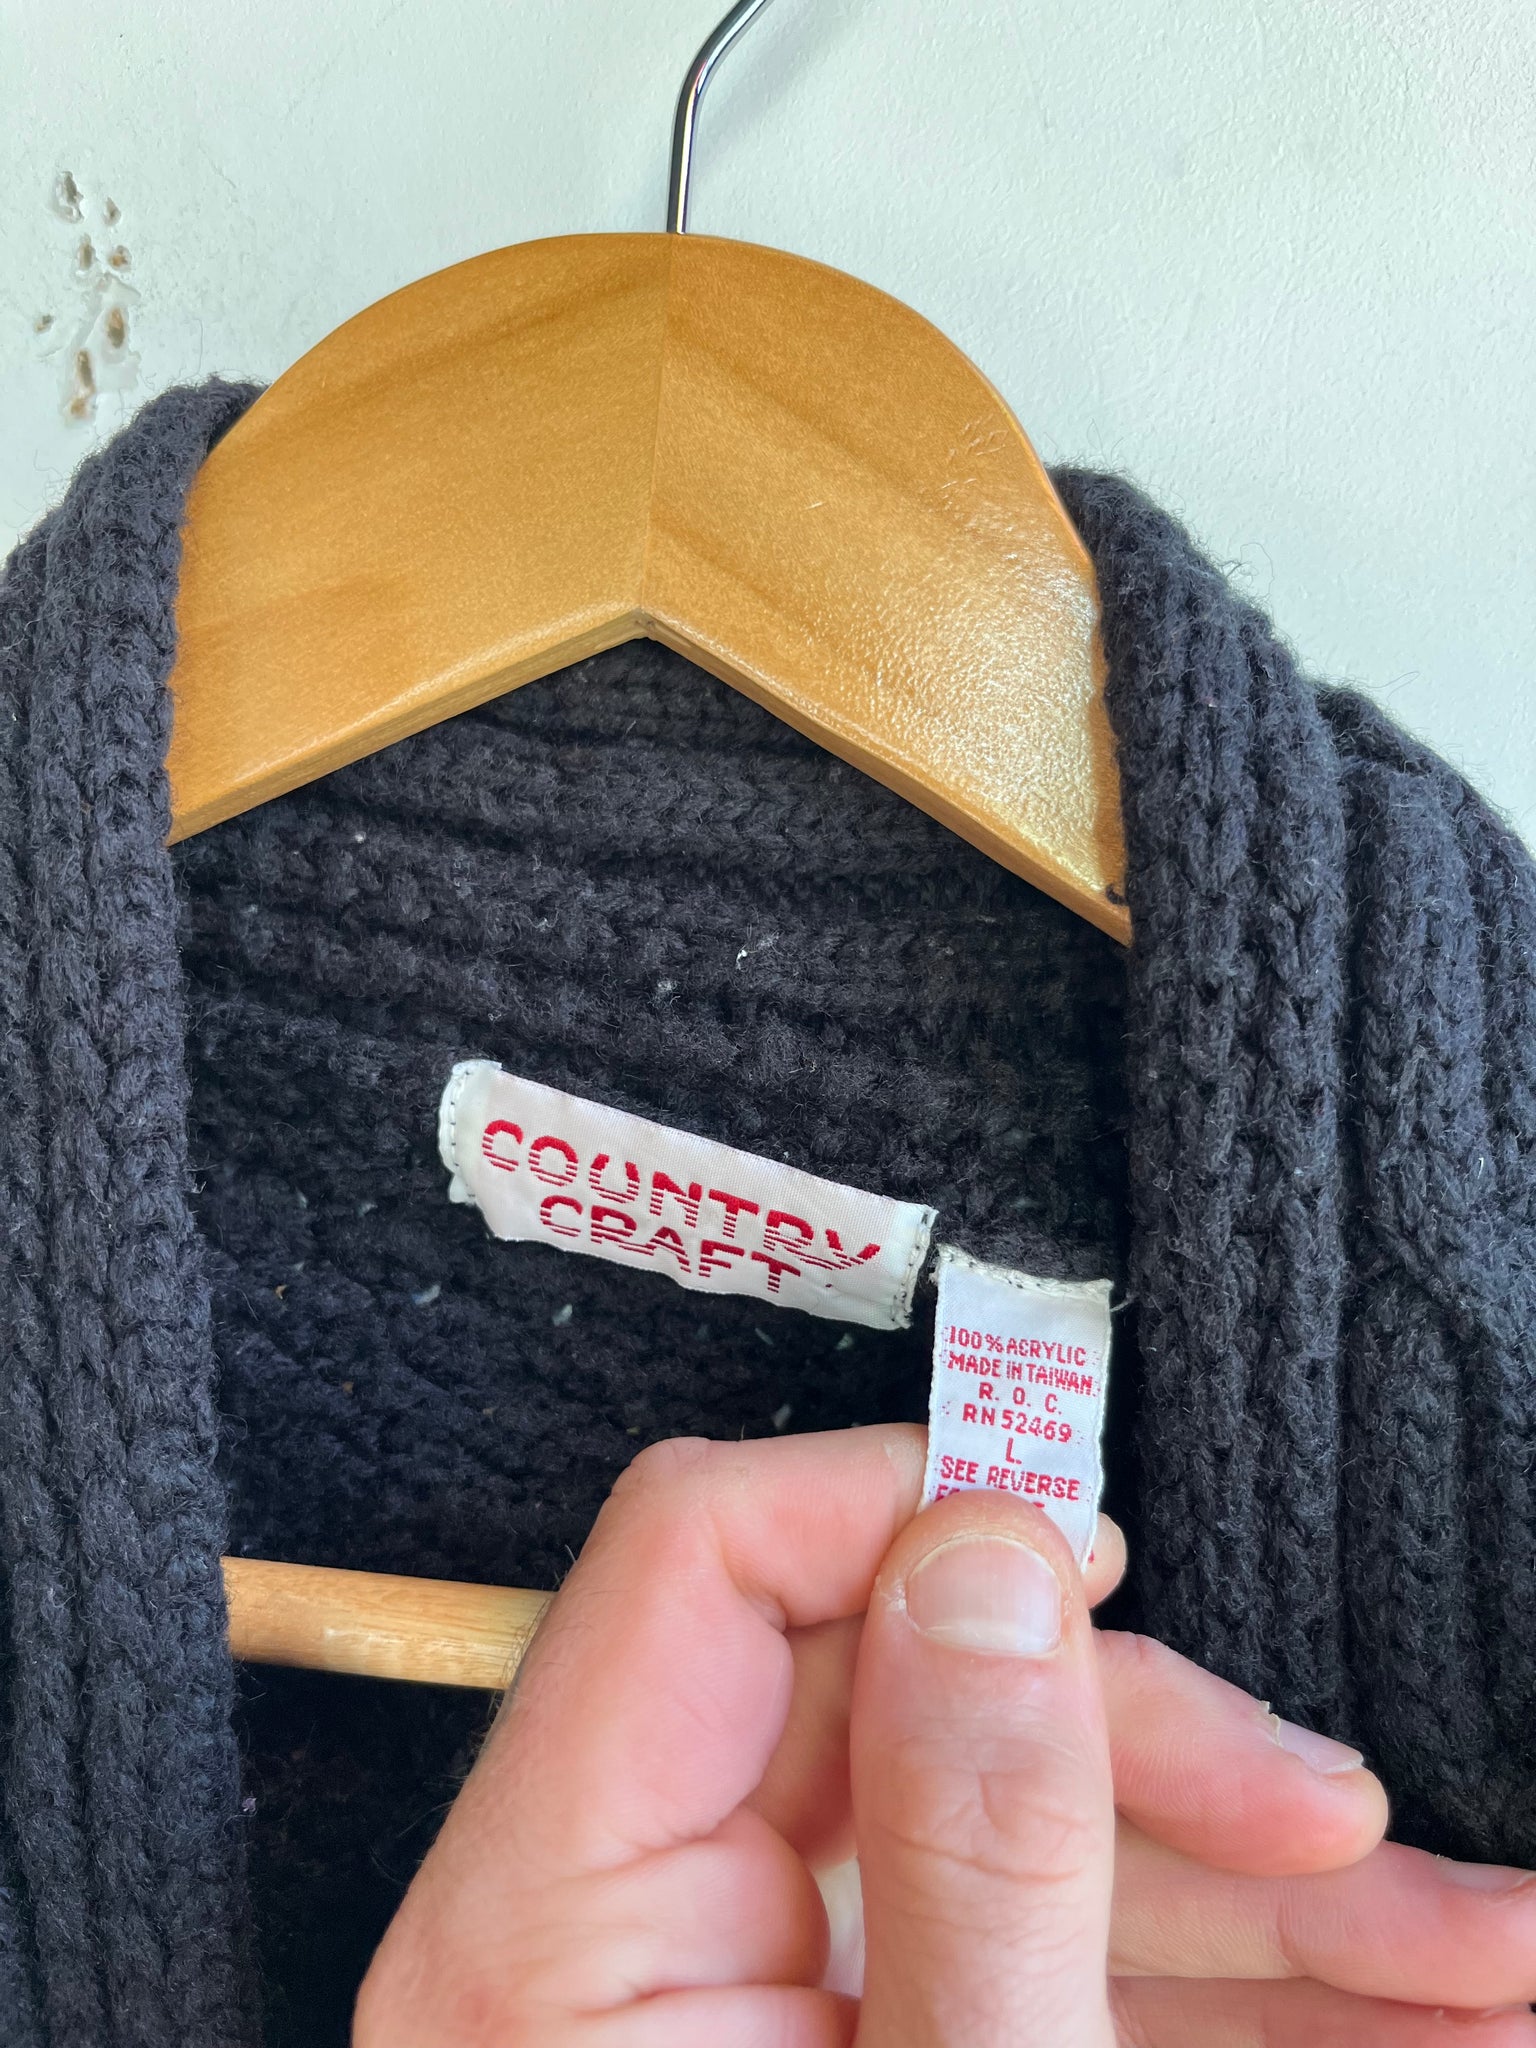 COUNTRY
CRAFT
100% ACRYLIC
MADE IN TAIWAN
R. O. C.
RN 52469
L
SEE REVERSE